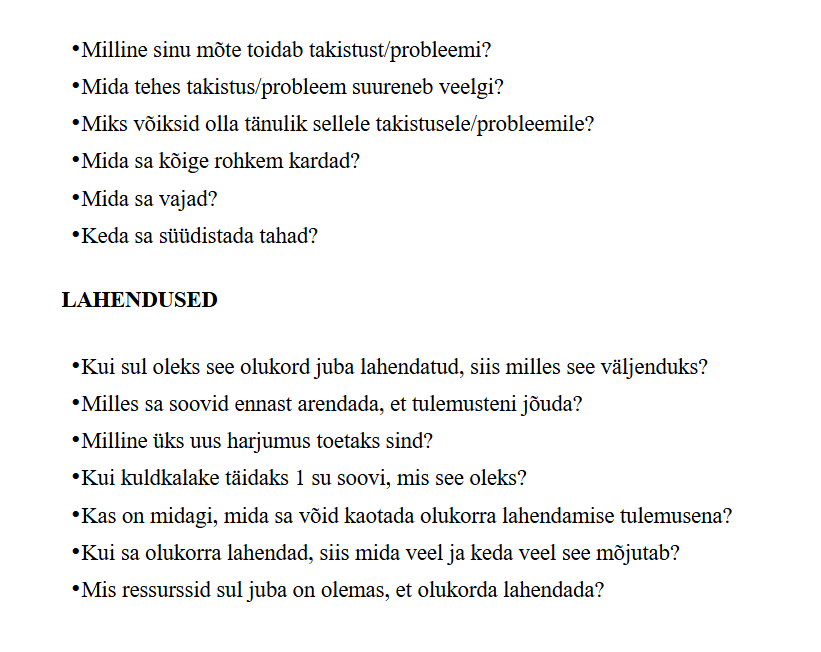 •Milline sinu mõte toidab takistust/probleemi?
•Mida tehes takistus/probleem suureneb veelgi?
•Miks võiksid olla tänulik sellele takistusele/probleemile?
•Mida sa kõige rohkem kardad?
•Mida sa vajad?
•Keda sa süüdistada tahad?
LAHENDUSED
•Kui sul oleks see olukord juba lahendatud, siis milles see väljenduks?
•Milles sa soovid ennast arendada, et tulemusteni jõuda?
•Milline üks uus harjumus toetaks sind?
•Kui kuldkalake täidaks 1 su soovi, mis see oleks?
•Kas on midagi, mida sa võid kaotada olukorra lahendamise tulemusena?
•Kui sa olukorra lahendad, siis mida veel ja keda veel see mõjutab?
•Mis ressurssid sul juba on olemas, et olukorda lahendada?